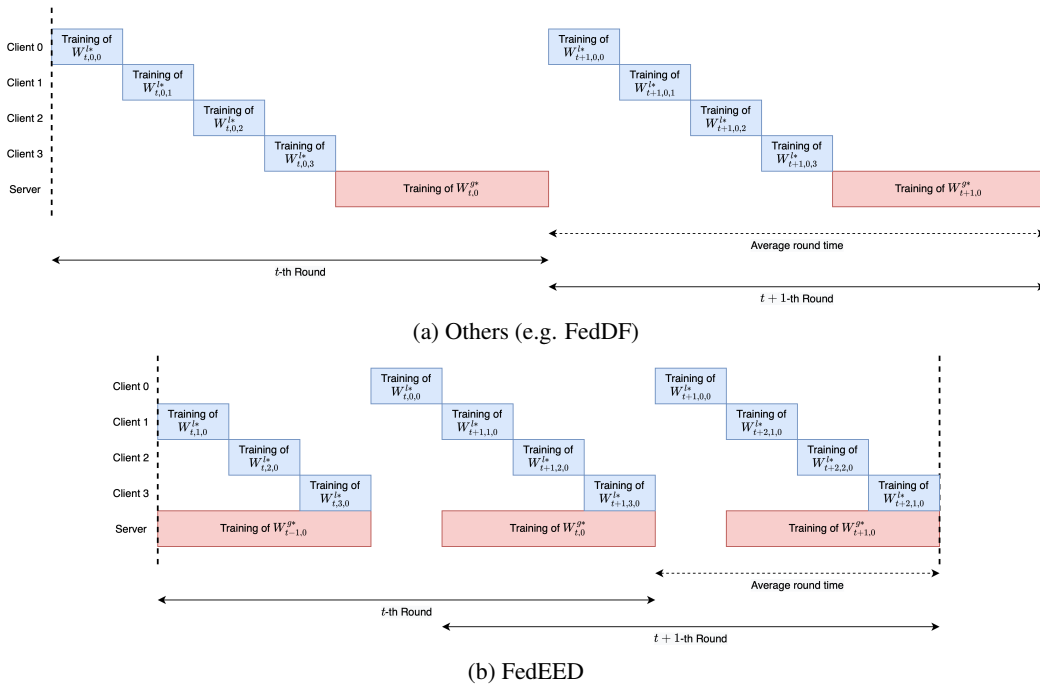 Client 0
Client 1
Client 2
Client 3
Server
Training of
$W^{l*}_{t,0,0}$
Training of
$W^{l*}_{t,0,1}$
Training of
$W^{l*}_{t,0,2}$
Training of
$W^{l*}_{t,0,3}$
Training of $W^{g*}_{t,0}$
Training of
$W^{l*}_{t+1,0,0}$
Training of
$W^{l*}_{t+1,0,1}$
Training of
$W^{l*}_{t+1,0,2}$
Training of
$W^{l*}_{t+1,0,3}$
Training of $W^{g*}_{t+1,0}$
Average round time
t-th Round
t + 1-th Round
(a) Others (e.g. FedDF)
Client 0
Client 1
Client 2
Client 3
Server
Training of
$W^{l*}_{t,1,0}$
Training of
$W^{l*}_{t,2,0}$
Training of
$W^{l*}_{t,3,0}$
Training of $W^{g*}_{t-1,0}$
Training of
$W^{l*}_{t,0,0}$
Training of
$W^{l*}_{t+1,1,0}$
Training of
$W^{l*}_{t+1,2,0}$
Training of
$W^{l*}_{t+1,3,0}$
Training of $W^{g*}_{t,0}$
Training of
$W^{l*}_{t+1,0,0}$
Training of
$W^{l*}_{t+2,1,0}$
Training of
$W^{l*}_{t+2,2,0}$
Training of
$W^{l*}_{t+2,1,0}$
Training of $W^{g*}_{t+1,0}$
Average round time
t-th Round
t + 1-th Round
(b) FedEED